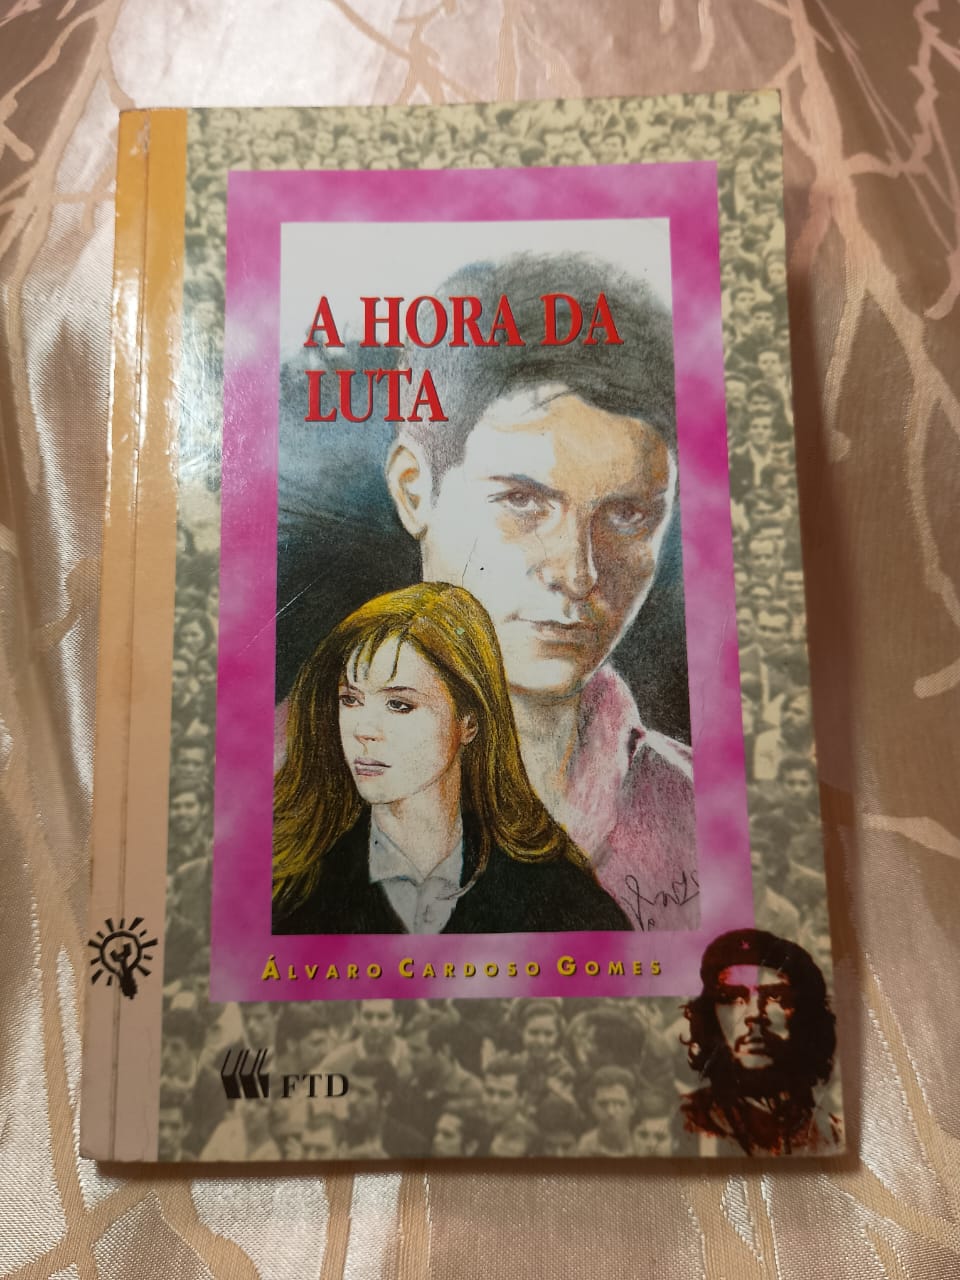 A HORA DA
LUTA
ÁLVARO CARDOSO GOMES
FTD